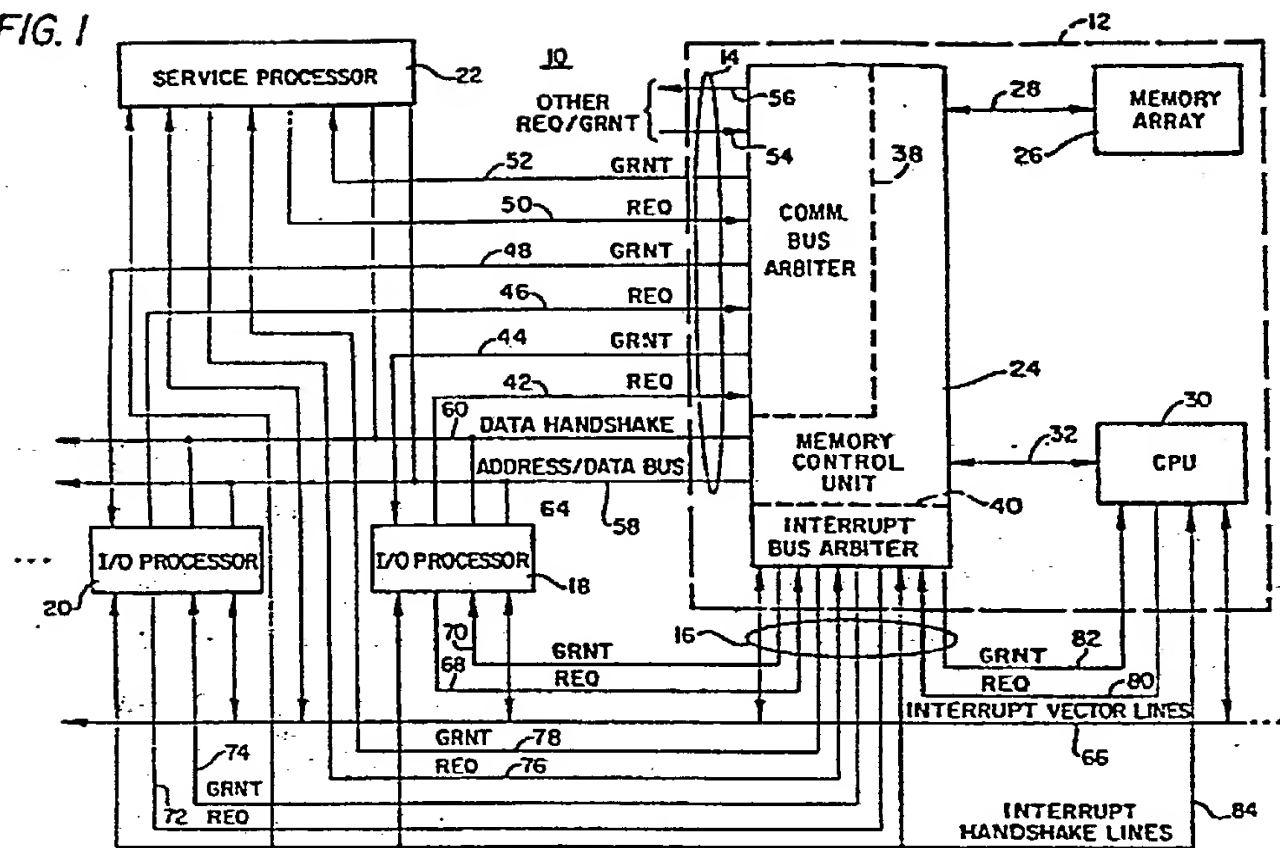 FIG. 1
12
SERVICE PROCESSOR
22
10
14
OTHER
REQ/GRNT
56
54
28
MEMORY
ARRAY
26
38
52
GRNT
50
REQ
COMM.
BUS
ARBITER
48
GRNT
46
REQ
44
GRNT
42
REQ
24
60
DATA HANDSHAKE
30
MEMORY
CONTROL
UNIT
32
CPU
ADDRESS/DATA BUS
64
58
40
INTERRUPT
BUS ARBITER
...
I/O PROCESSOR
20
I/O PROCESSOR
18
16
70
GRNT
68
REQ
GRNT
82
REQ
80
INTERRUPT VECTOR LINES
66
...
74
GRNT
78
REQ
76
GRNT
72
REQ
INTERRUPT
HANDSHAKE LINES
84